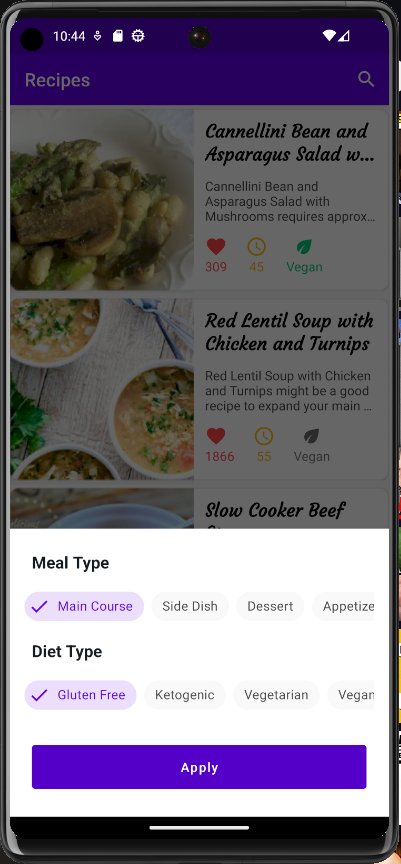 10:44
Recipes
Cannellini Bean and
Asparagus Salad w...
Cannellini Bean and
Asparagus Salad with
Mushrooms requires approx...
309 45 Vegan
Red Lentil Soup with
Chicken and Turnips
Red Lentil Soup with Chicken
and Turnips might be a good
recipe to expand your main ...
1866 55 Vegan
Slow Cooker Beef
Meal Type
Main Course Side Dish Dessert Appetize
Diet Type
Gluten Free Ketogenic Vegetarian Vegan
Apply